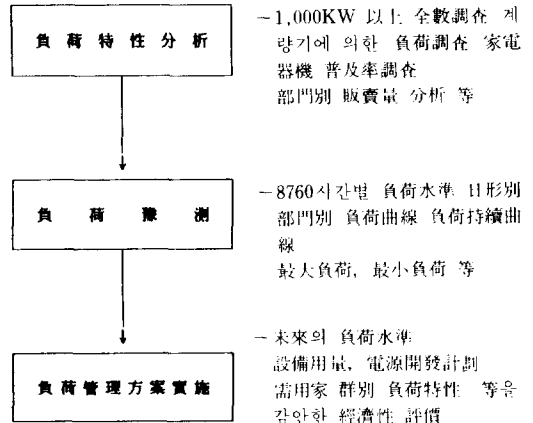 負荷特性分析
－1,000KW 以上 全數調査 계
량기에 의한 負荷調査 家電
器機 普及率調査
部門別 販賣量 分析 等
負荷豫測
－8760시간별 負荷水準 日形別
部門別 負荷曲線 負荷持續曲
線
最大負荷, 最小負荷 等
負荷管理方案實施
－未來의 負荷水準
設備用量, 電源開發計劃
需用家 群別 負荷特性 等을
감안한 經濟性 評價